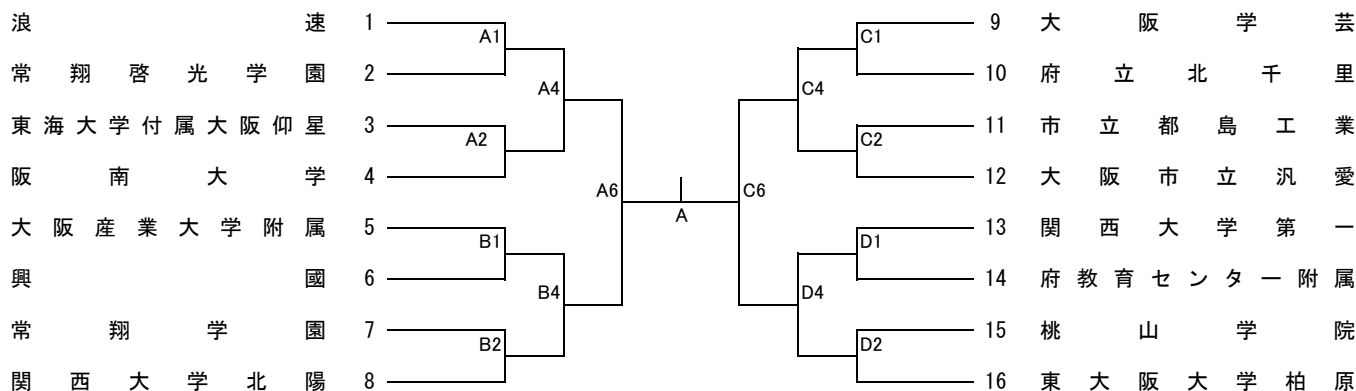 浪速 1
A1
常翔啓光学園 2
A4
東海大学付属大阪仰星 3
A2
阪南大学 4
A6
大阪産業大学附属 5
B1
興國 6
B4
常翔学園 7
B2
関西大学北陽 8
A
9 大阪学芸
C1
10 府立北千里
C4
11 市立都島工業
C2
12 大阪市立汎愛
C6
13 関西大学第一
D1
14 府教育センター附属
D4
15 桃山学院
D2
16 東大阪大学柏原